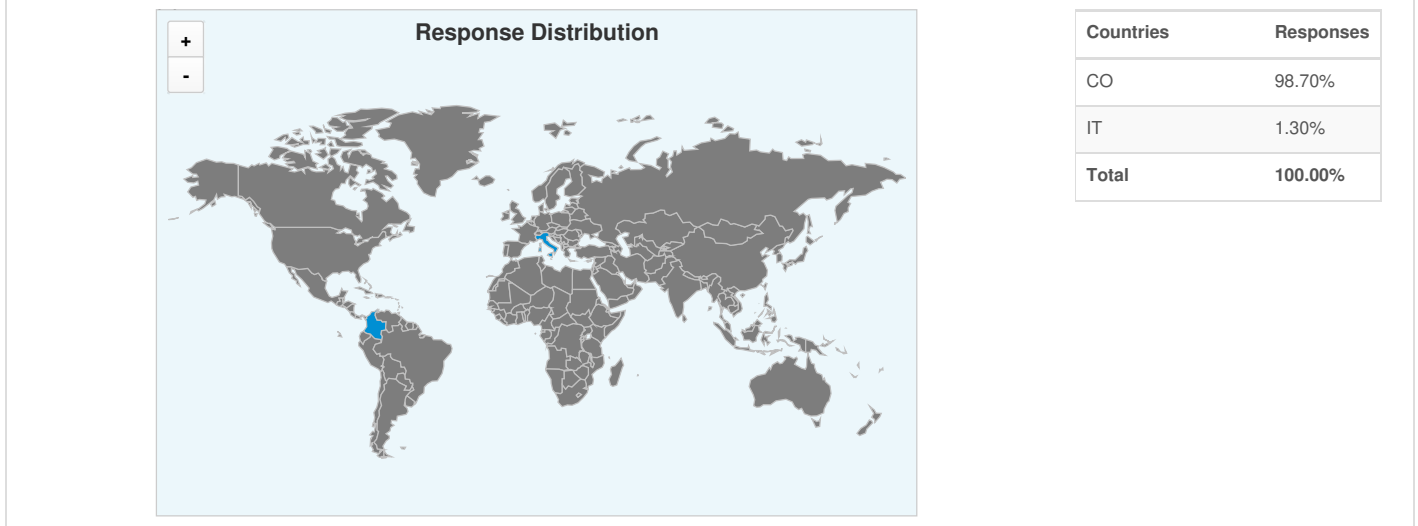 Response Distribution
+
-
Countries Responses
CO 98.70%
IT 1.30%
Total 100.00%